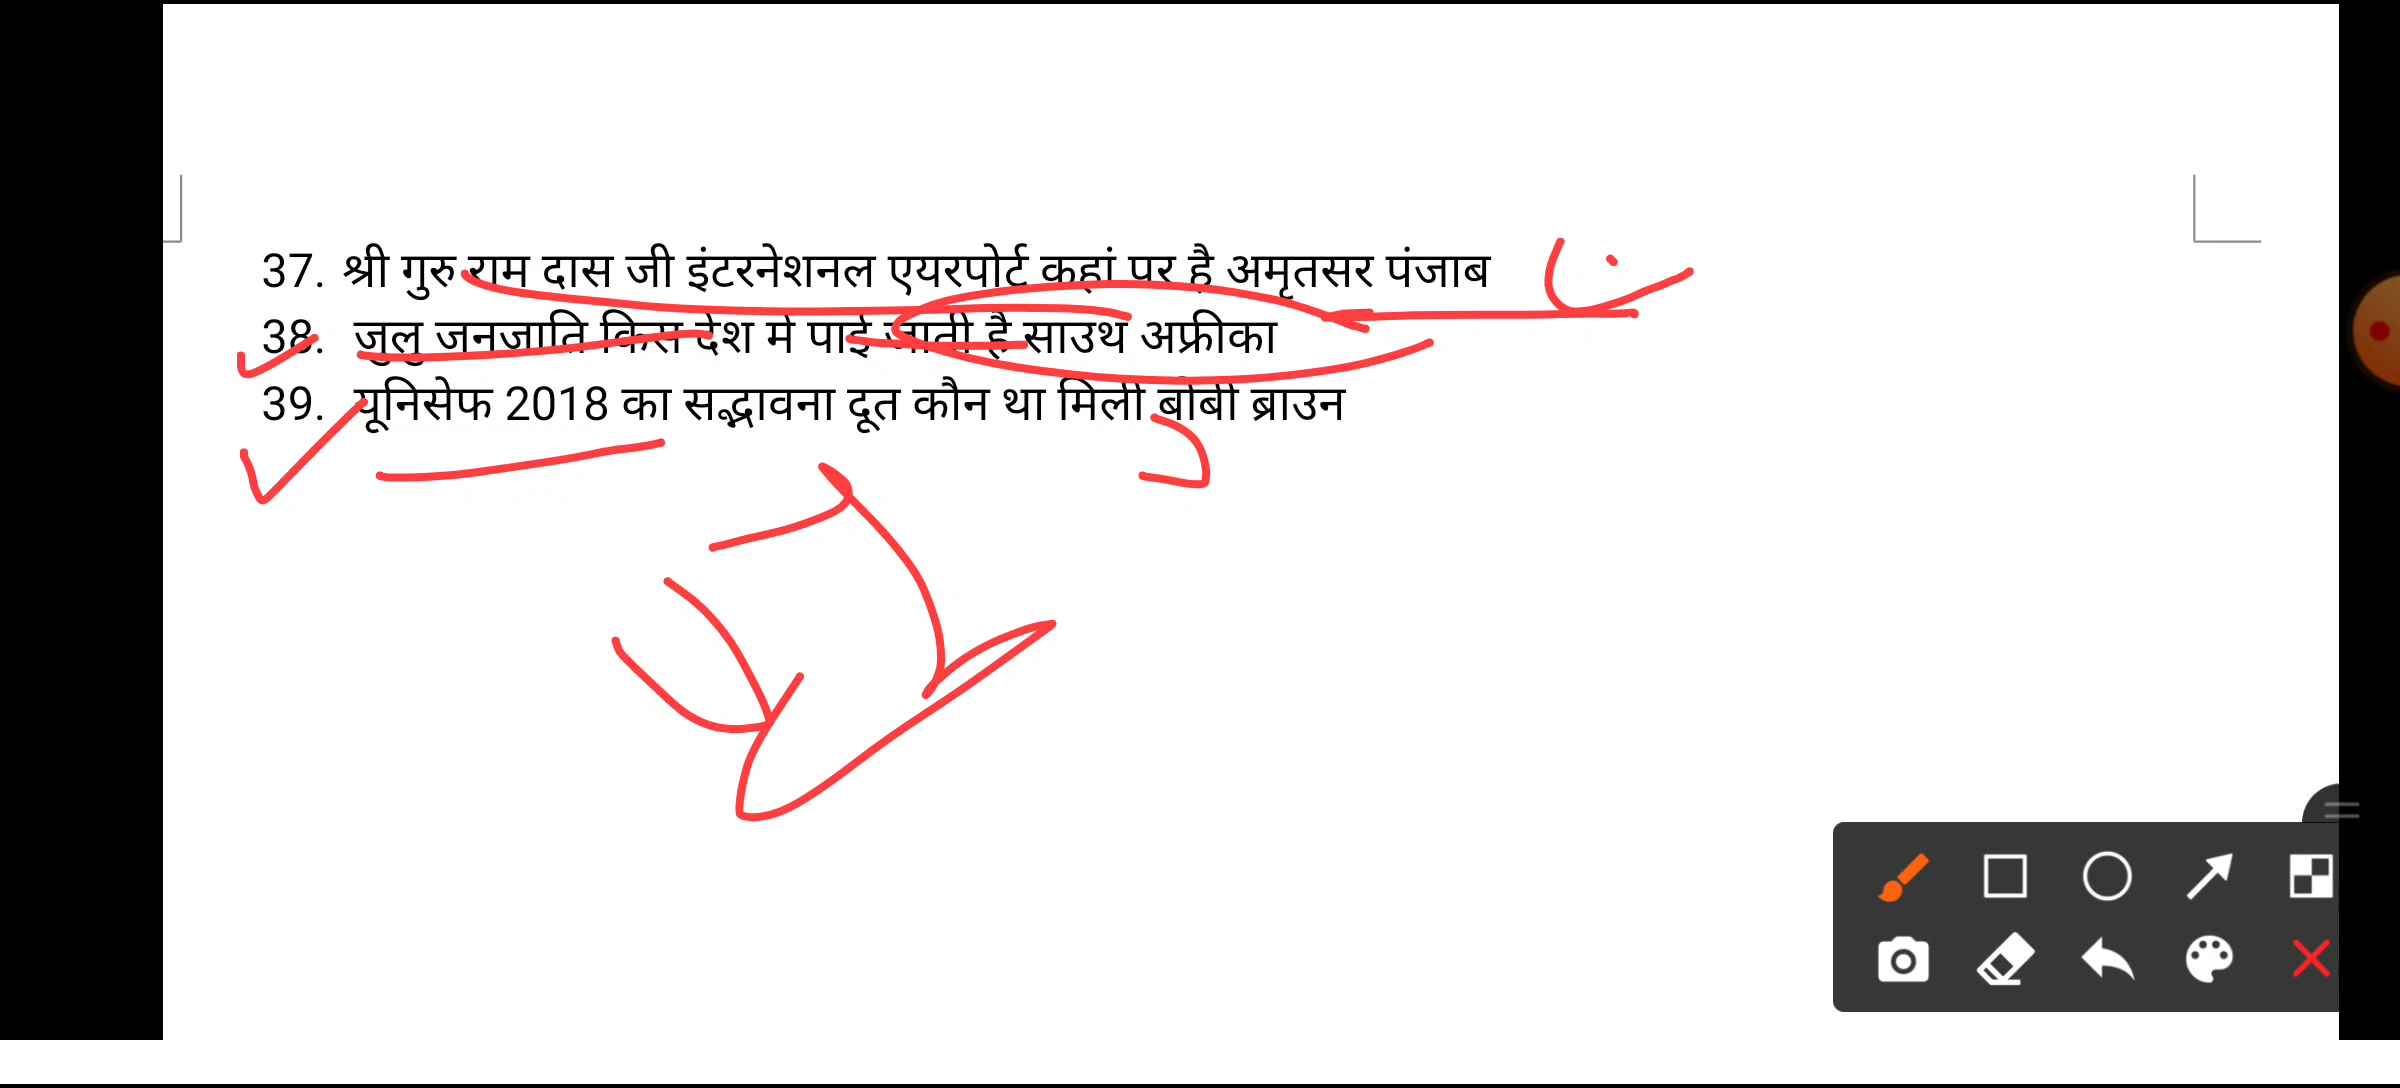 37. श्री गुरु राम दास जी इंटरनेशनल एयरपोर्ट कहां पर है अमृतसर पंजाब
38. जुलु जनजाति किस देश मे पाई जाती है साउथ अफ्रीका
39. यूनिसेफ 2018 का सद्भावना दूत कौन था मिली बोबी ब्राउन